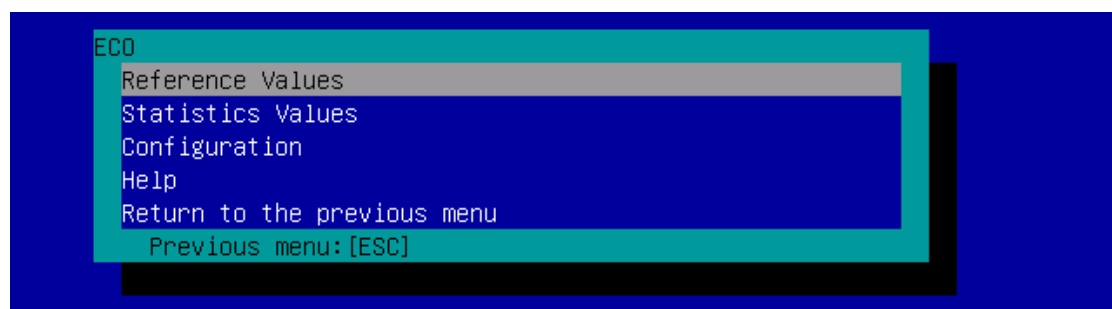 ECO
Reference Values
Statistics Values
Configuration
Help
Return to the previous menu
Previous menu:[ESC]